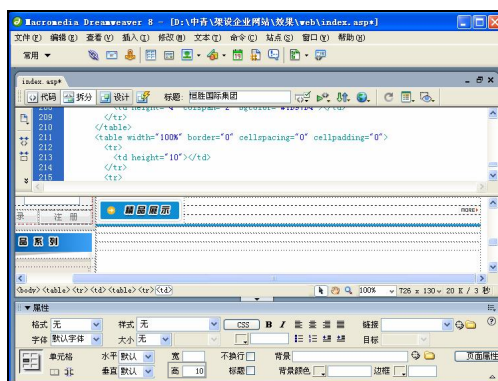 Macromedia Dreamweaver 8 - [D:\中青\架设企业网站\效果\web\index.asp*]
文件(F) 编辑(E) 查看(V) 插入(I) 修改(M) 文本(T) 命令(C) 站点(S) 窗口(W) 帮助(H)
常用
index.asp*
代码 拆分 设计 标题: 恒胜国际集团
209 </tr>
210 </table>
211 <table width="100%" border="0" cellspacing="0" cellpadding="0">
212 <tr>
213 <td height="10"></td>
214 </tr>
215 <tr>
录 注 册 精品展示 MORE
品 系 列
<body> <table> <tr> <td> <table> <tr> <td> 100% 726 x 130 20 K / 3 秒
属性
格式 无 样式 无 CSS B I 链接
字体 默认字体 大小 无 目标
单元格 水平 默认 宽 不换行 背景 页面属性
垂直 默认 高 10 标题 背景颜色 边框